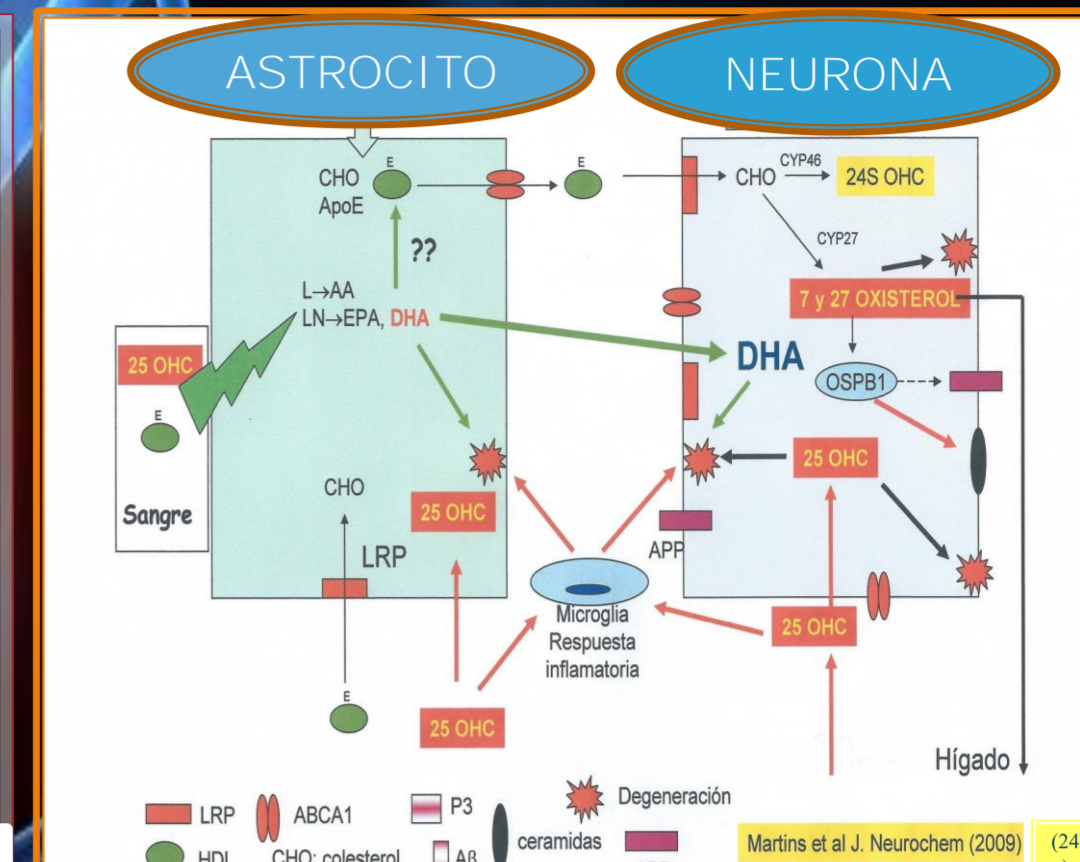 ASTROCITO
NEURONA
E
CHO
ApoE
E
CHO
CYP46
24S OHC
CYP27
??
L→AA
LN→EPA, DHA
7 y 27 OXISTEROL
25 OHC
E
Sangre
DHA
OSPB1
25 OHC
CHO
25 OHC
LRP
APP
Microglia
Respuesta
inflamatoria
25 OHC
E
25 OHC
Hígado
LRP
ABCA1
P3
Degeneración
ceramidas
HDL
CHO: colesterol
Aβ
Martins et al J. Neurochem (2009)
(24